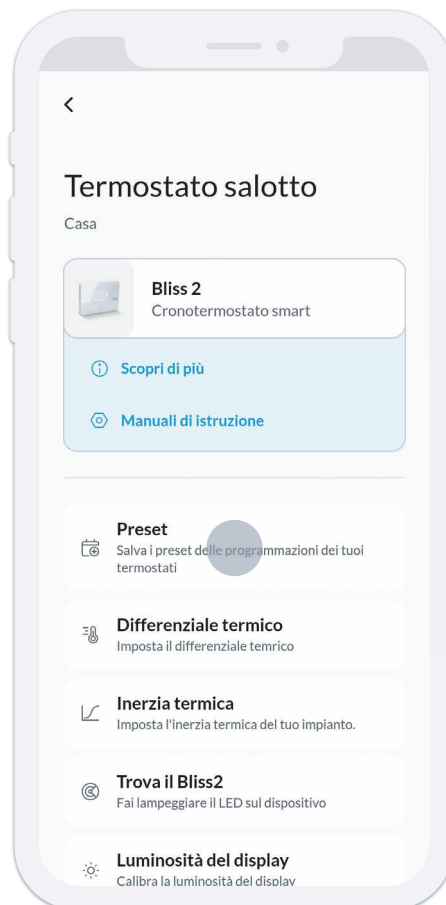 Termostato salotto
Casa
Bliss 2
Cronotermostato smart
Scopri di più
Manuali di istruzione
Preset
Salva i preset delle programmazioni dei tuoi
termostati
Differenziale termico
Imposta il differenziale temrico
Inerzia termica
Imposta l'inerzia termica del tuo impianto.
Trova il Bliss2
Fai lampeggiare il LED sul dispositivo
Luminosità del display
Calibra la luminosità del display